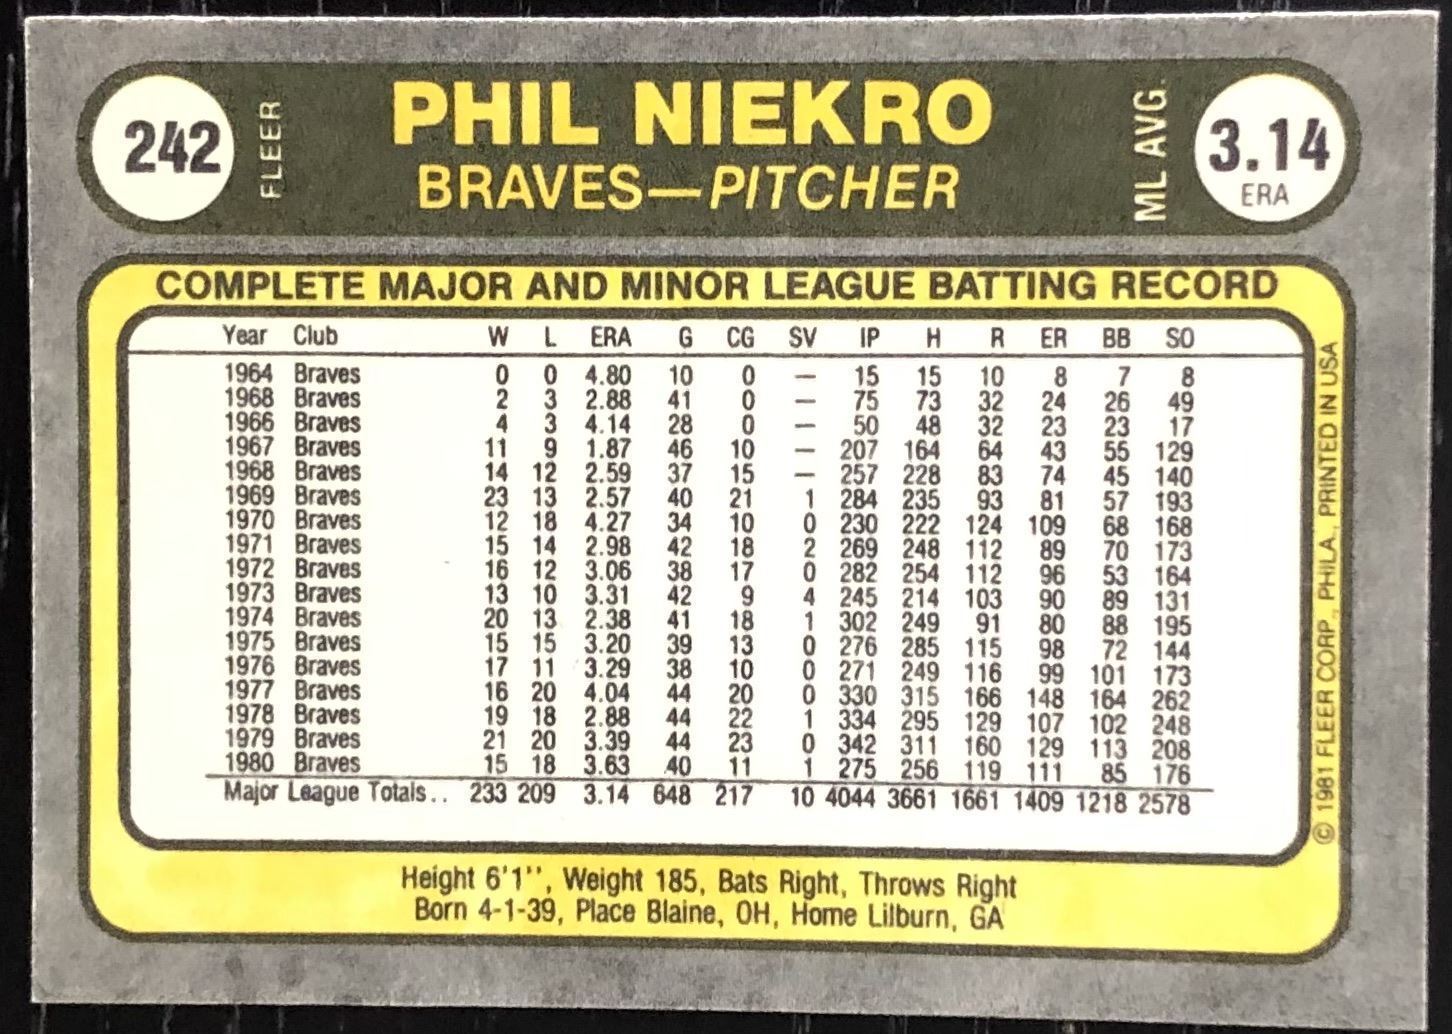 242 FLEER PHIL NIEKRO ML AVG. 3.14 ERA
BRAVES—PITCHER
COMPLETE MAJOR AND MINOR LEAGUE BATTING RECORD
Year Club W L ERA G CG SV IP H R ER BB SO
1964 Braves 0 0 4.80 10 0 — 15 15 10 8 7 8
1968 Braves 2 3 2.88 41 0 — 75 73 32 24 26 49
1966 Braves 4 3 4.14 28 0 — 50 48 32 23 23 17
1967 Braves 11 9 1.87 46 10 — 207 164 64 43 55 129
1968 Braves 14 12 2.59 37 15 — 257 228 83 74 45 140
1969 Braves 23 13 2.57 40 21 1 284 235 93 81 57 193
1970 Braves 12 18 4.27 34 10 0 230 222 124 109 68 168
1971 Braves 15 14 2.98 42 18 2 269 248 112 89 70 173
1972 Braves 16 12 3.06 38 17 0 282 254 112 96 53 164
1973 Braves 13 10 3.31 42 9 4 245 214 103 90 89 131
1974 Braves 20 13 2.38 41 18 1 302 249 91 80 88 195
1975 Braves 15 15 3.20 39 13 0 276 285 115 98 72 144
1976 Braves 17 11 3.29 38 10 0 271 249 116 99 101 173
1977 Braves 16 20 4.04 44 20 0 330 315 166 148 164 262
1978 Braves 19 18 2.88 44 22 1 334 295 129 107 102 248
1979 Braves 21 20 3.39 44 23 0 342 311 160 129 113 208
1980 Braves 15 18 3.63 40 11 1 275 256 119 111 85 176
Major League Totals.. 233 209 3.14 648 217 10 4044 3661 1661 1409 1218 2578
Height 6'1'', Weight 185, Bats Right, Throws Right
Born 4-1-39, Place Blaine, OH, Home Lilburn, GA
© 1981 FLEER CORP., PHILA., PRINTED IN USA